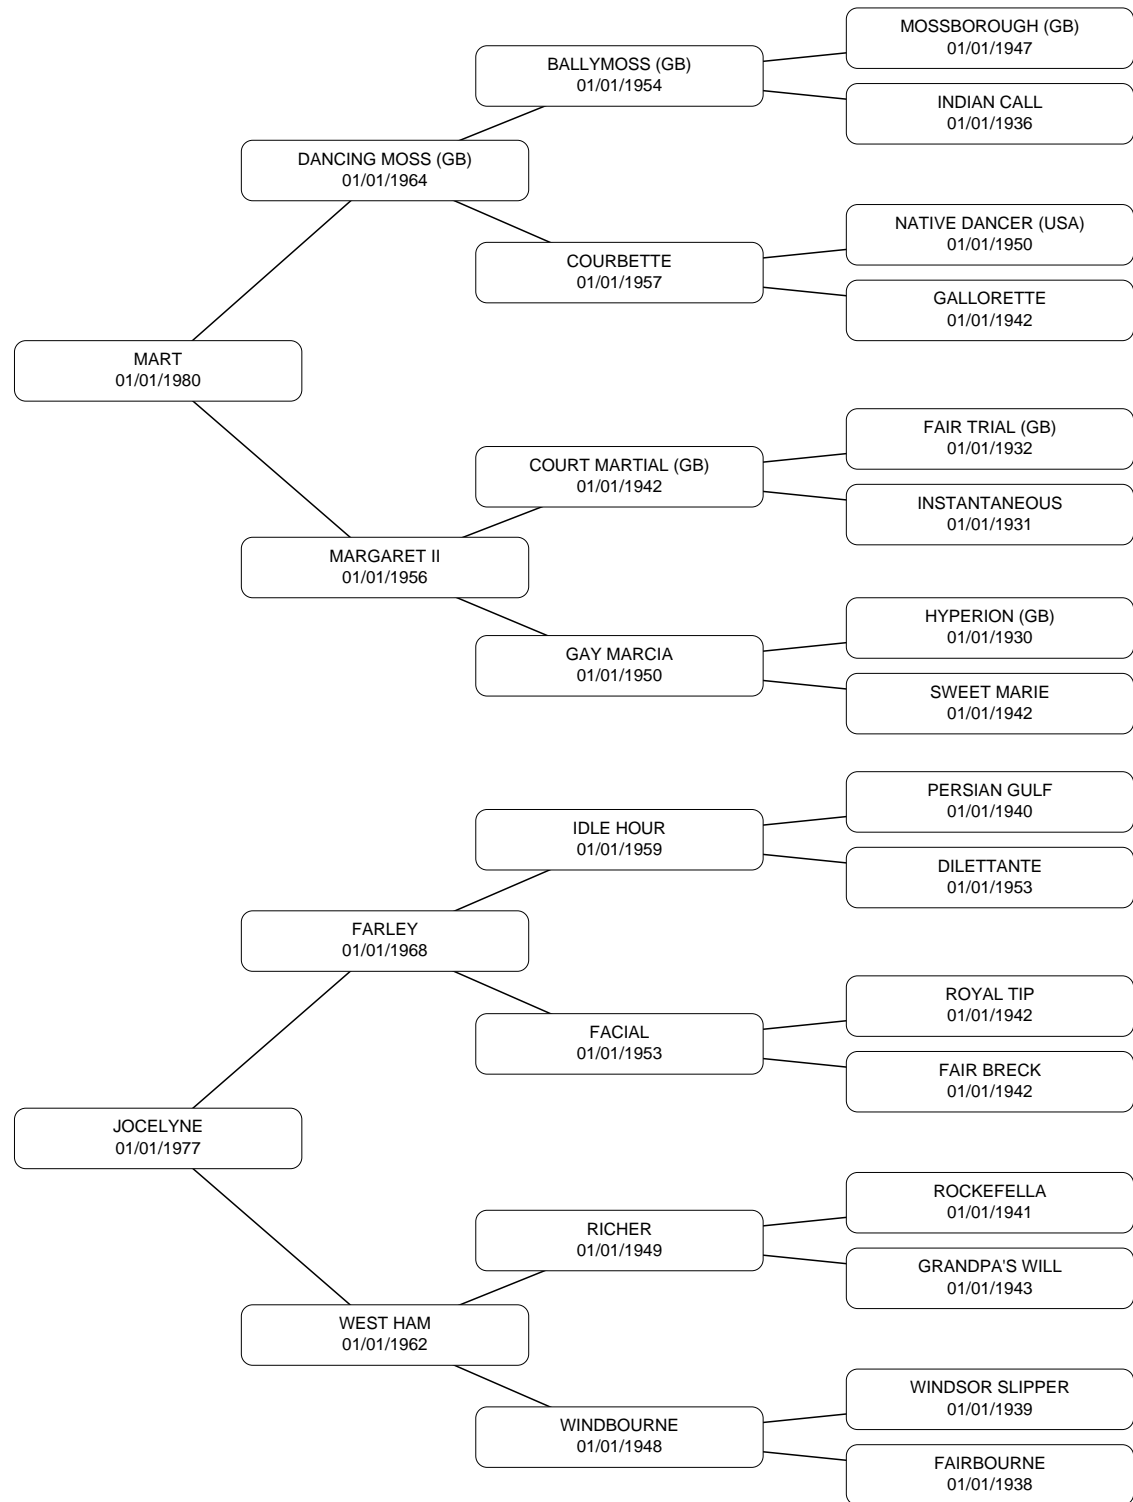 MOSSBOROUGH (GB)
01/01/1947
BALLYMOSS (GB)
01/01/1954
INDIAN CALL
01/01/1936
DANCING MOSS (GB)
01/01/1964
NATIVE DANCER (USA)
01/01/1950
COURBETTE
01/01/1957
GALLORETTE
01/01/1942
MART
01/01/1980
FAIR TRIAL (GB)
01/01/1932
COURT MARTIAL (GB)
01/01/1942
INSTANTANEOUS
01/01/1931
MARGARET II
01/01/1956
HYPERION (GB)
01/01/1930
GAY MARCIA
01/01/1950
SWEET MARIE
01/01/1942
PERSIAN GULF
01/01/1940
IDLE HOUR
01/01/1959
DILETTANTE
01/01/1953
FARLEY
01/01/1968
ROYAL TIP
01/01/1942
FACIAL
01/01/1953
FAIR BRECK
01/01/1942
JOCELYNE
01/01/1977
ROCKEFELLA
01/01/1941
RICHER
01/01/1949
GRANDPA'S WILL
01/01/1943
WEST HAM
01/01/1962
WINDSOR SLIPPER
01/01/1939
WINDBOURNE
01/01/1948
FAIRBOURNE
01/01/1938